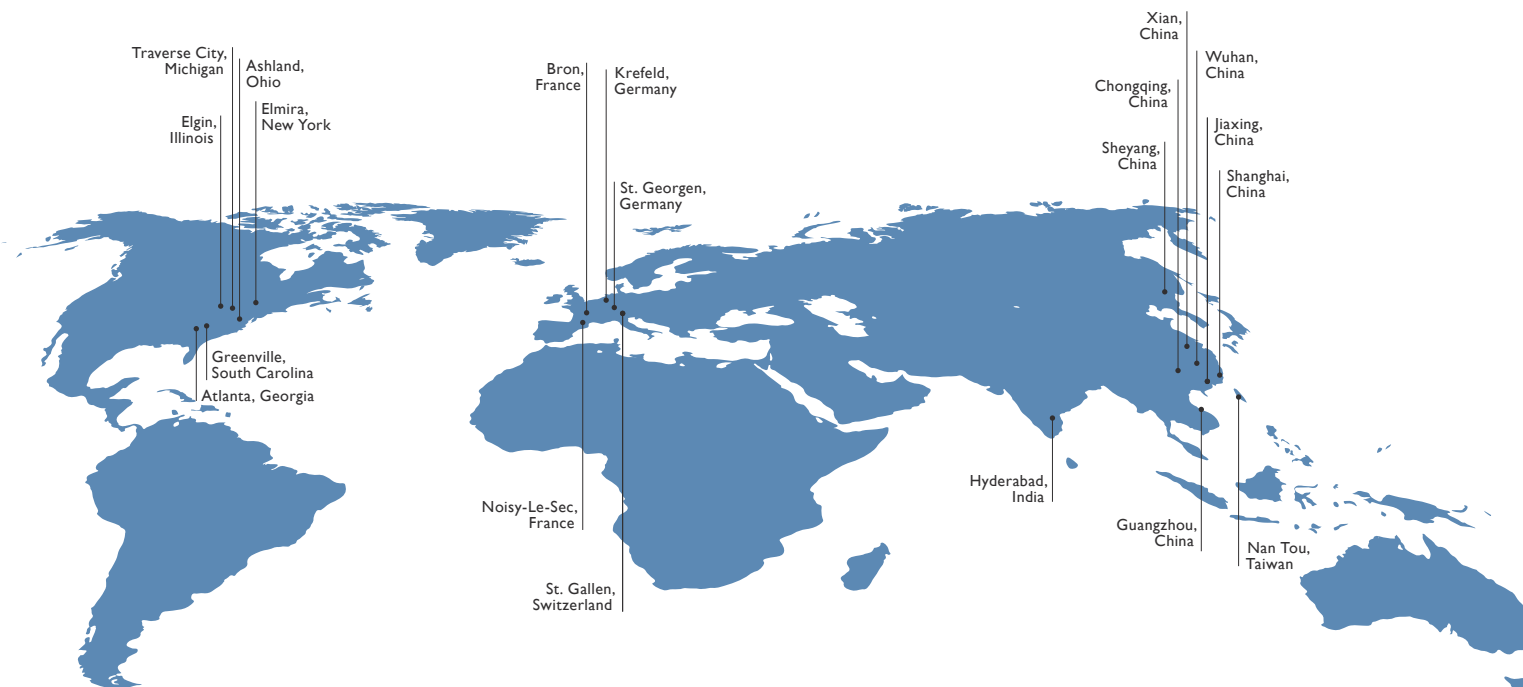 Traverse City,
Michigan
Ashland,
Ohio
Elgin,
Illinois
Elmira,
New York
Greenville,
South Carolina
Atlanta, Georgia
Bron,
France
Krefeld,
Germany
St. Georgen,
Germany
Noisy-Le-Sec,
France
St. Gallen,
Switzerland
Xian,
China
Wuhan,
China
Chongqing,
China
Jiaxing,
China
Sheyang,
China
Shanghai,
China
Hyderabad,
India
Guangzhou,
China
Nan Tou,
Taiwan